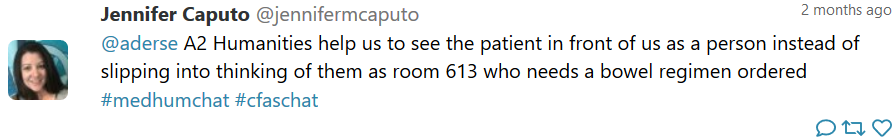 Jennifer Caputo @jennifermcaputo 2 months ago
@aderse A2 Humanities help us to see the patient in front of us as a person instead of
slipping into thinking of them as room 613 who needs a bowel regimen ordered
#medhumchat #cfaschat